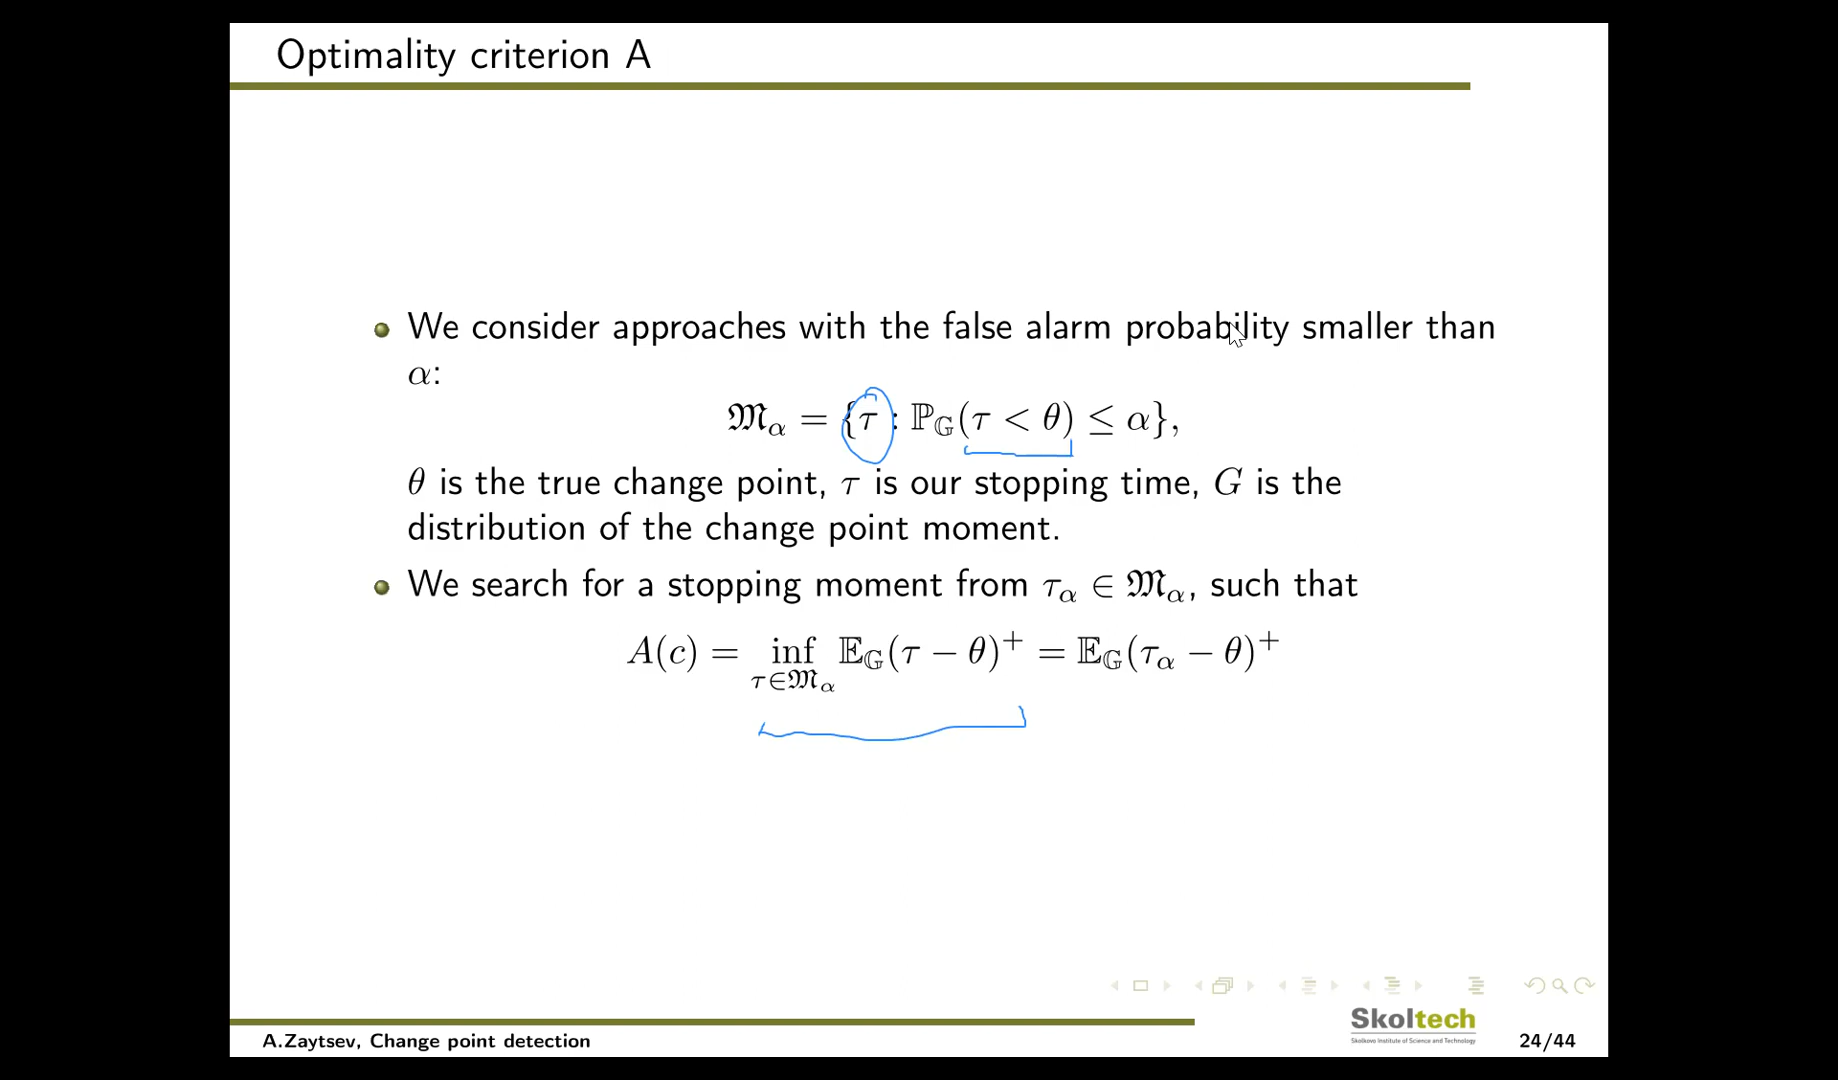 Optimality criterion A
We consider approaches with the false alarm probability smaller than
α:
𝔐_α = {τ : ℙ_𝔾(τ < θ) ≤ α},
θ is the true change point, τ is our stopping time, G is the
distribution of the change point moment.
We search for a stopping moment from τ_α ∈ 𝔐_α, such that
A(c) = inf_{τ∈𝔐_α} 𝔼_𝔾(τ − θ)⁺ = 𝔼_𝔾(τ_α − θ)⁺
Skoltech
Skolkovo Institute of Science and Technology
A.Zaytsev, Change point detection
24/44